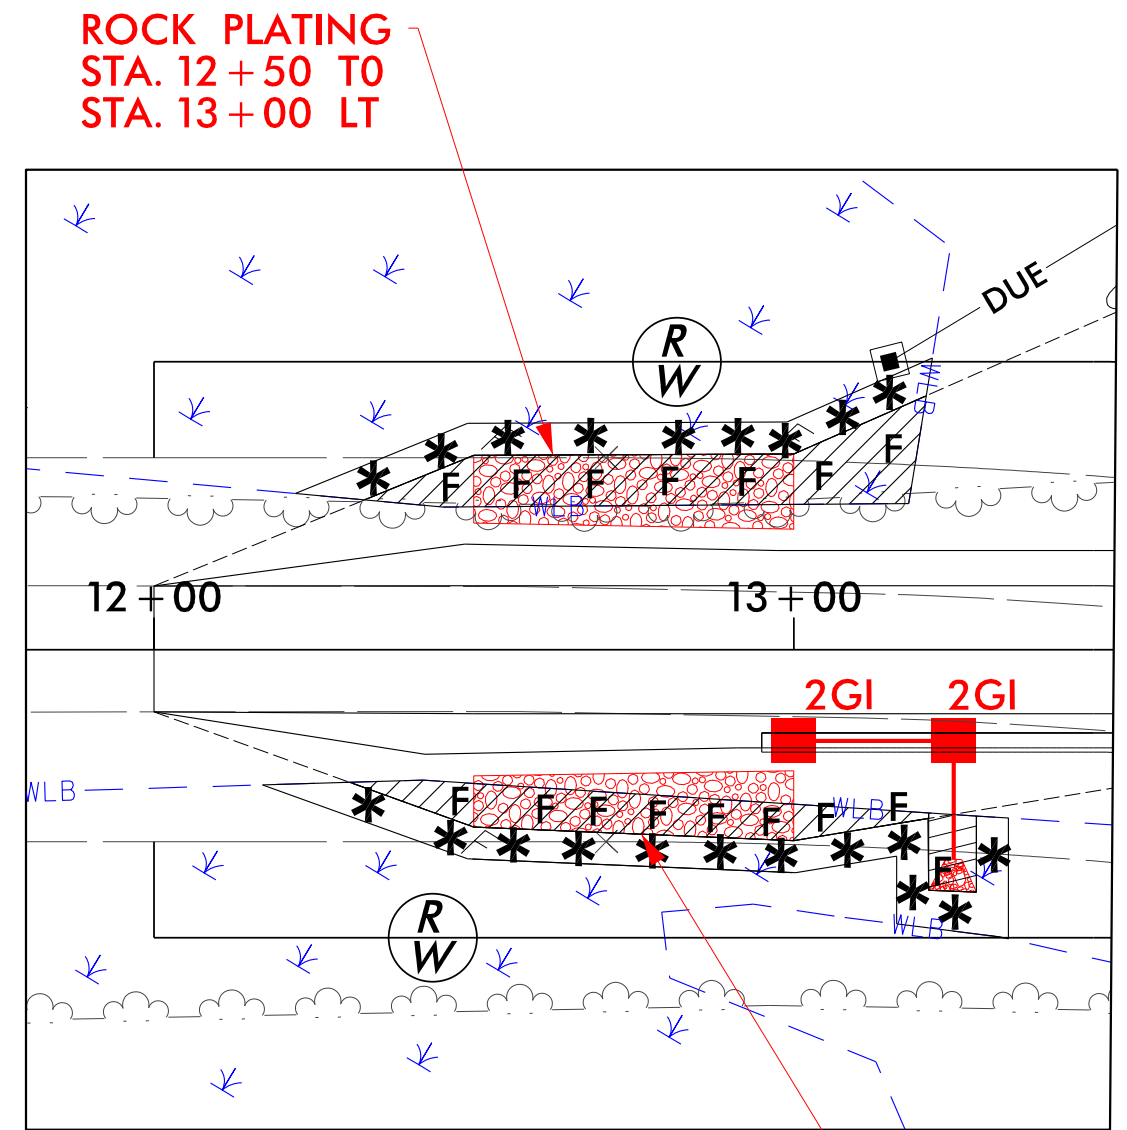 ROCK PLATING
STA. 12+50 T0
STA. 13+00 LT
DUE
R
W
WLB
* * * * * * * * *
F F F F F F F
WLB
12+00
13+00
2GI 2GI
WLB
F F F F F F F
WLB
* * * * * * * * *
F
* * *
WLB
R
W